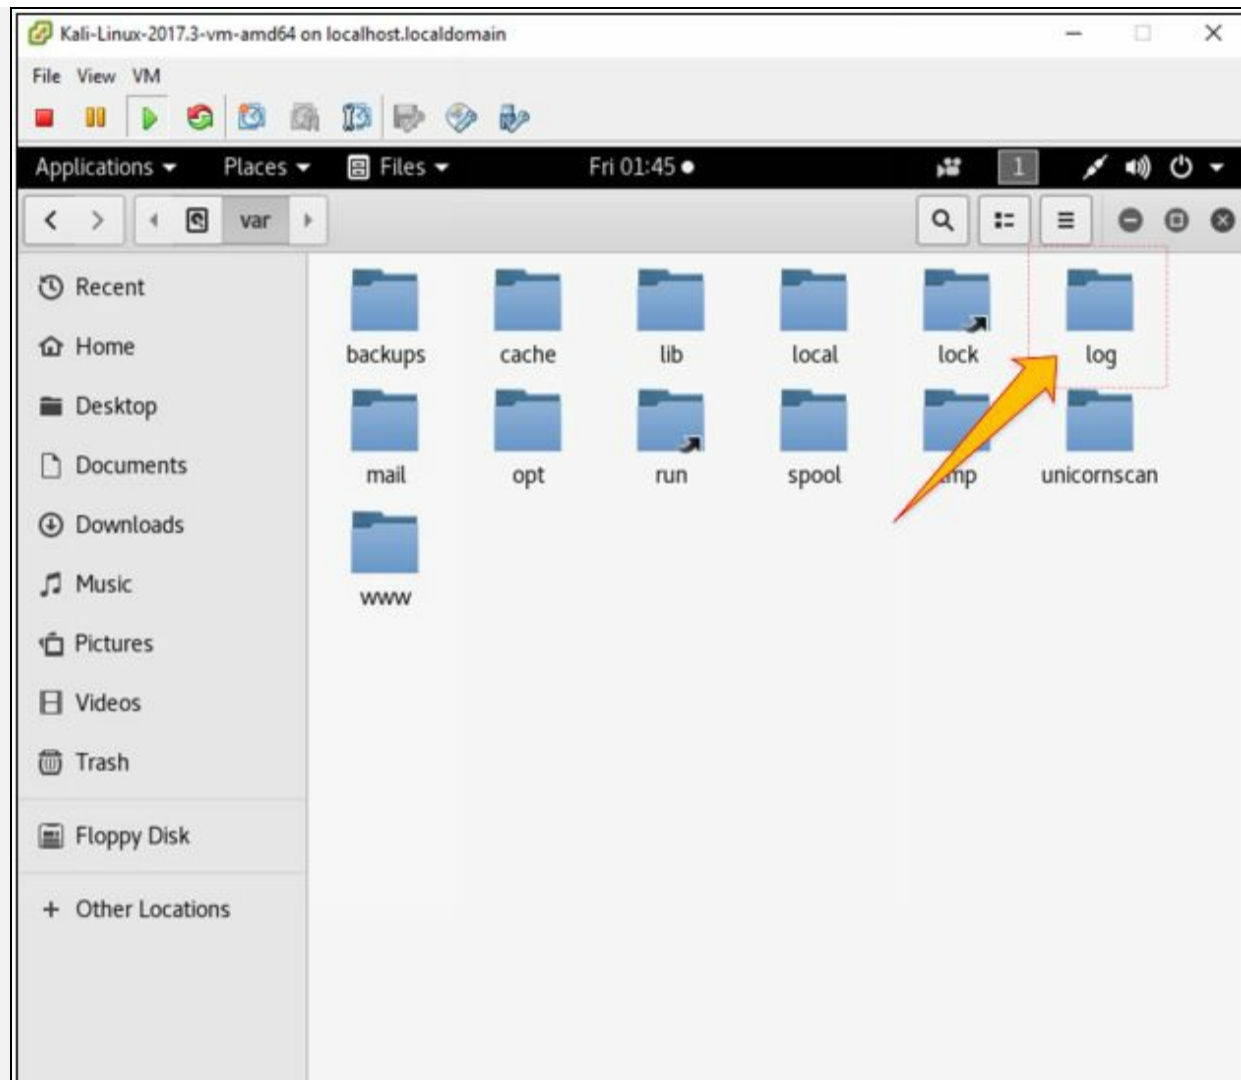 Kali-Linux-2017.3-vm-amd64 on localhost.localdomain
File View VM
Applications Places Files Fri 01:45 1
var
Recent
Home
Desktop
Documents
Downloads
Music
Pictures
Videos
Trash
Floppy Disk
+ Other Locations
backups cache lib local lock log
mail opt run spool unicornscan
www